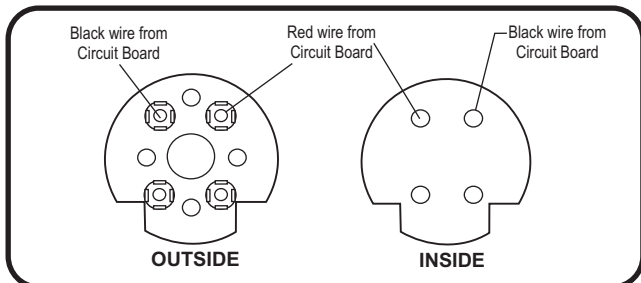 Black wire from
Circuit Board
Red wire from
Circuit Board
Black wire from
Circuit Board
OUTSIDE
INSIDE